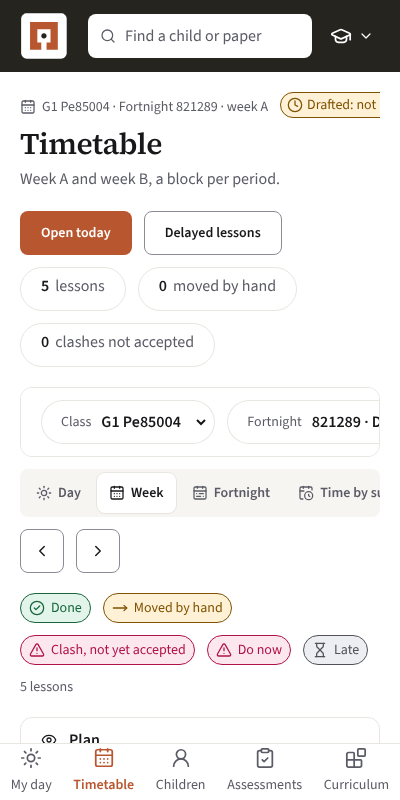 Find a child or paper
G1 Pe85004 · Fortnight 821289 · week A
Drafted: not
Timetable
Week A and week B, a block per period.
Open today
Delayed lessons
5 lessons
0 moved by hand
0 clashes not accepted
Class G1 Pe85004
Fortnight 821289 · D
Day
Week
Fortnight
Time by su
Done
Moved by hand
Clash, not yet accepted
Do now
Late
5 lessons
Plan
My day
Timetable
Children
Assessments
Curriculum